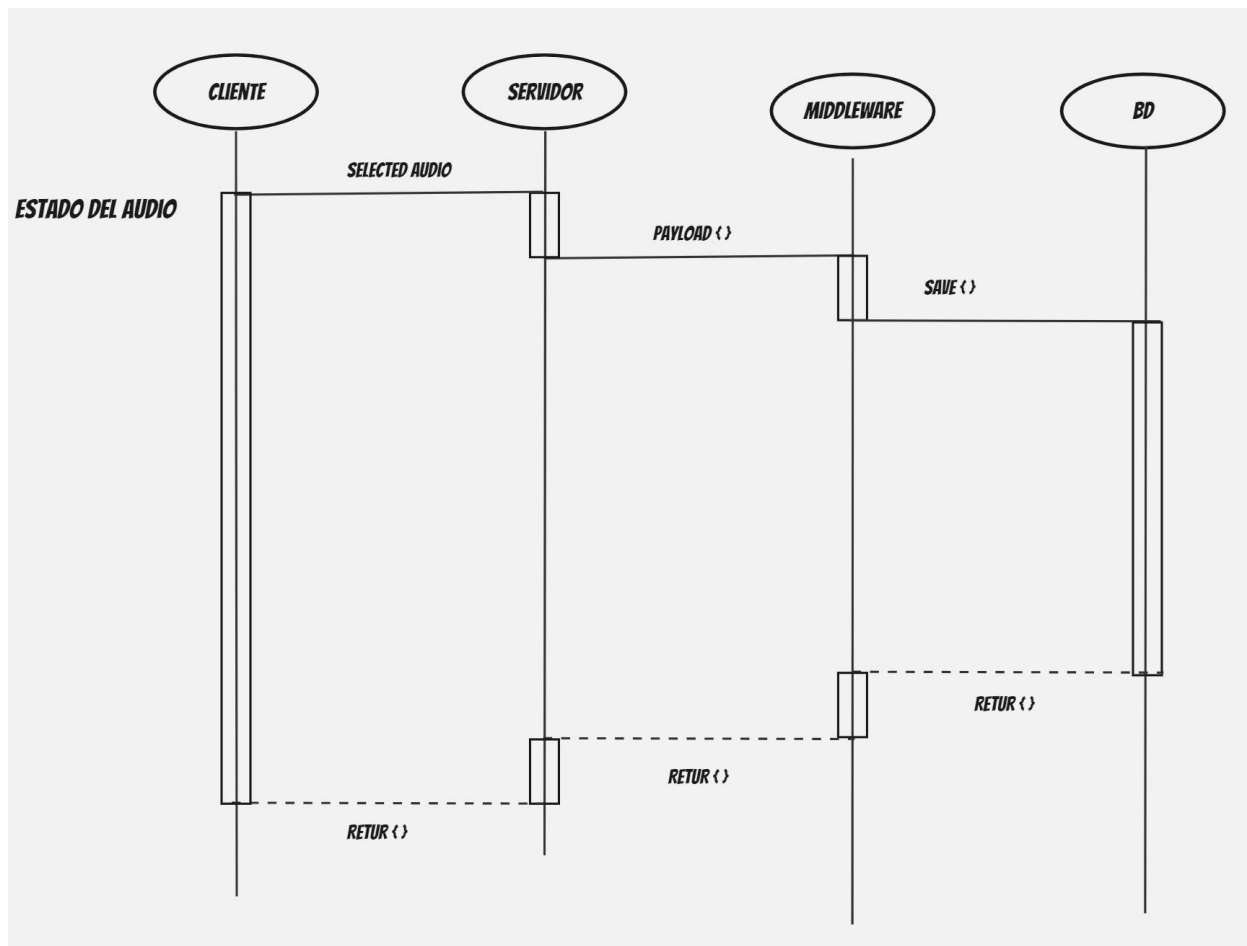 CLIENTE
SERVIDOR
MIDDLEWARE
BD
SELECTED AUDIO
ESTADO DEL AUDIO
PAYLOAD { }
SAVE { }
RETUR { }
RETUR { }
RETUR { }